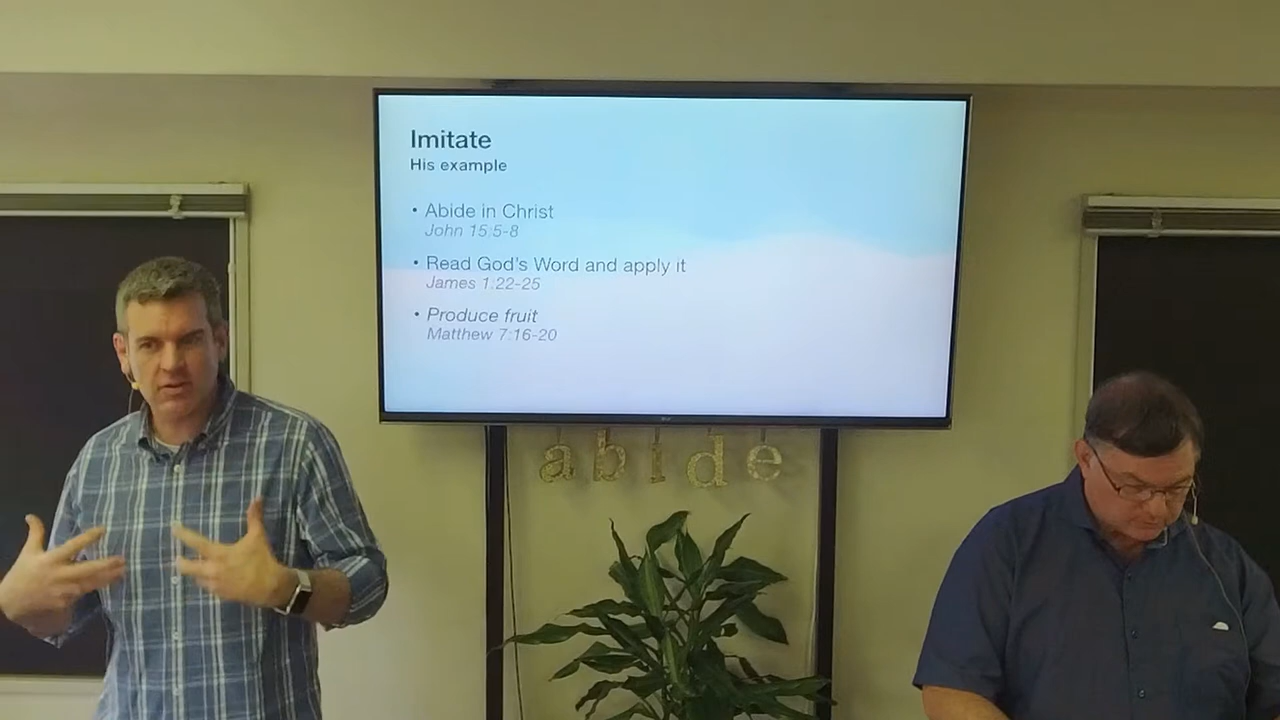 Imitate
His example
• Abide in Christ
John 15:5-8
• Read God's Word and apply it
James 1:22-25
• Produce fruit
Matthew 7:16-20
abide